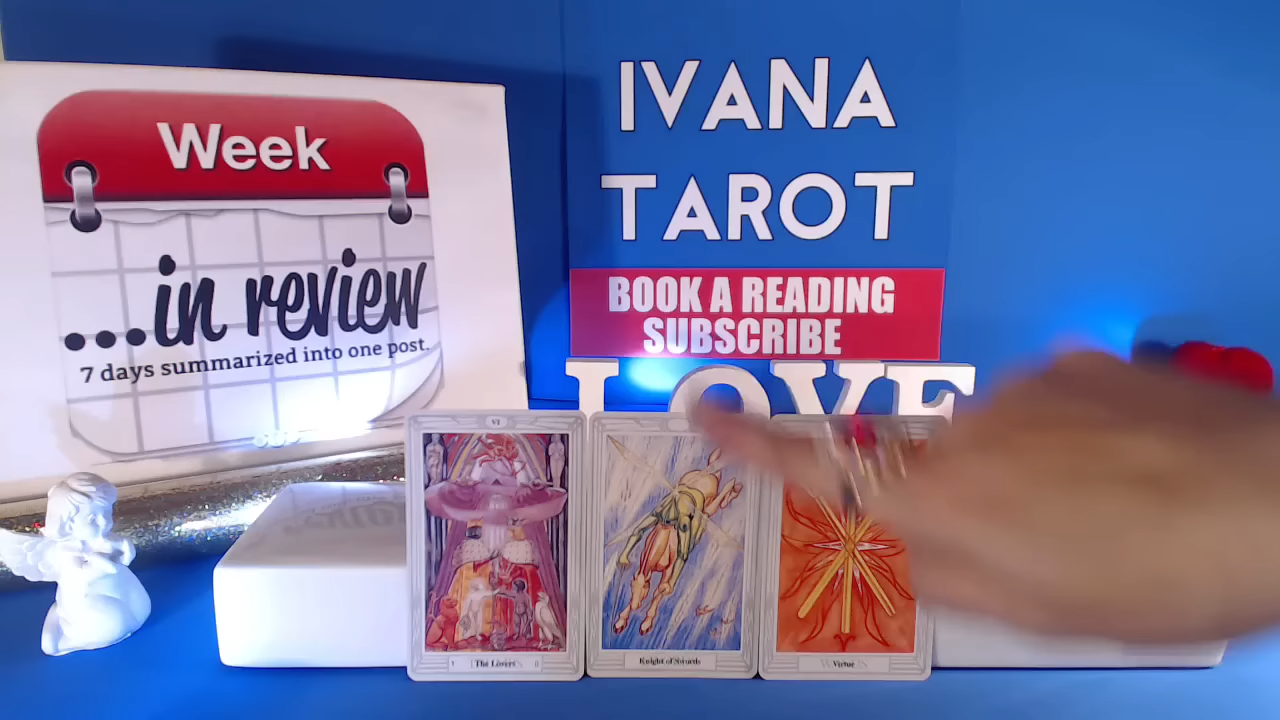 Week
...in review
7 days summarized into one post.
IVANA
TAROT
BOOK A READING
SUBSCRIBE
LOVE
VI
The Lovers
Knight of Swords
Virtue